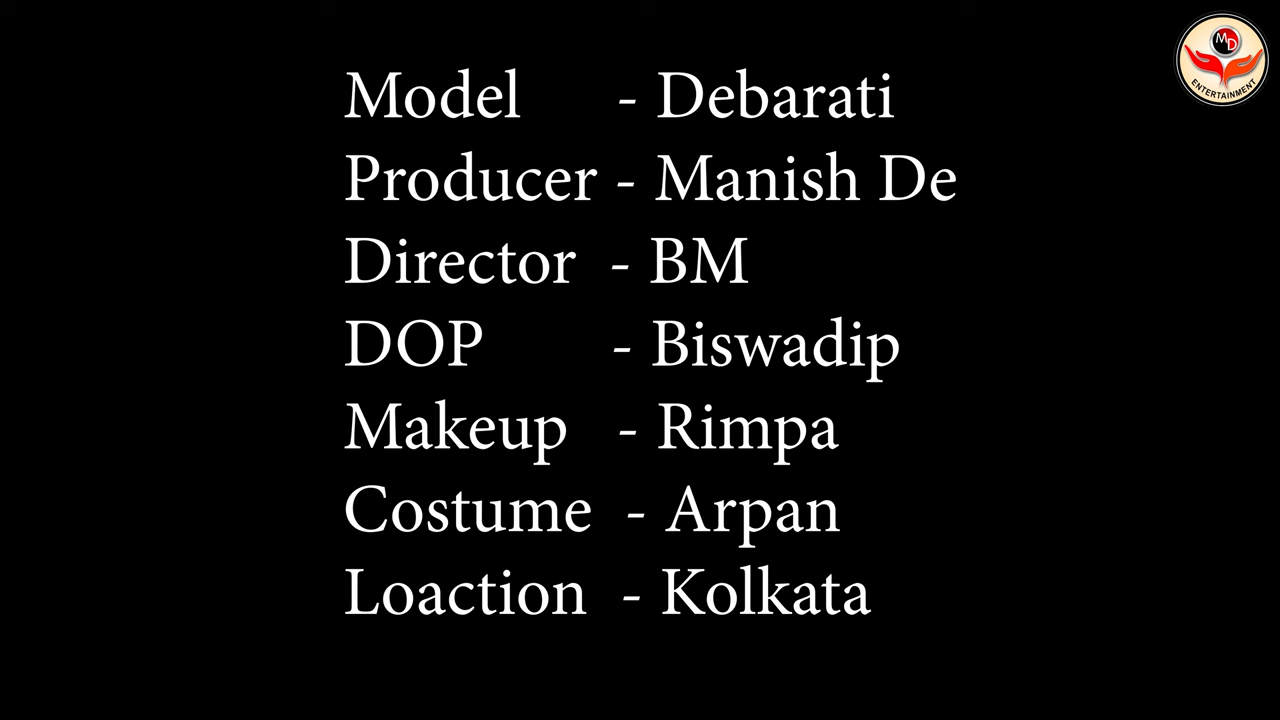 MD
ENTERTAINMENT
Model - Debarati
Producer - Manish De
Director - BM
DOP - Biswadip
Makeup - Rimpa
Costume - Arpan
Loaction - Kolkata